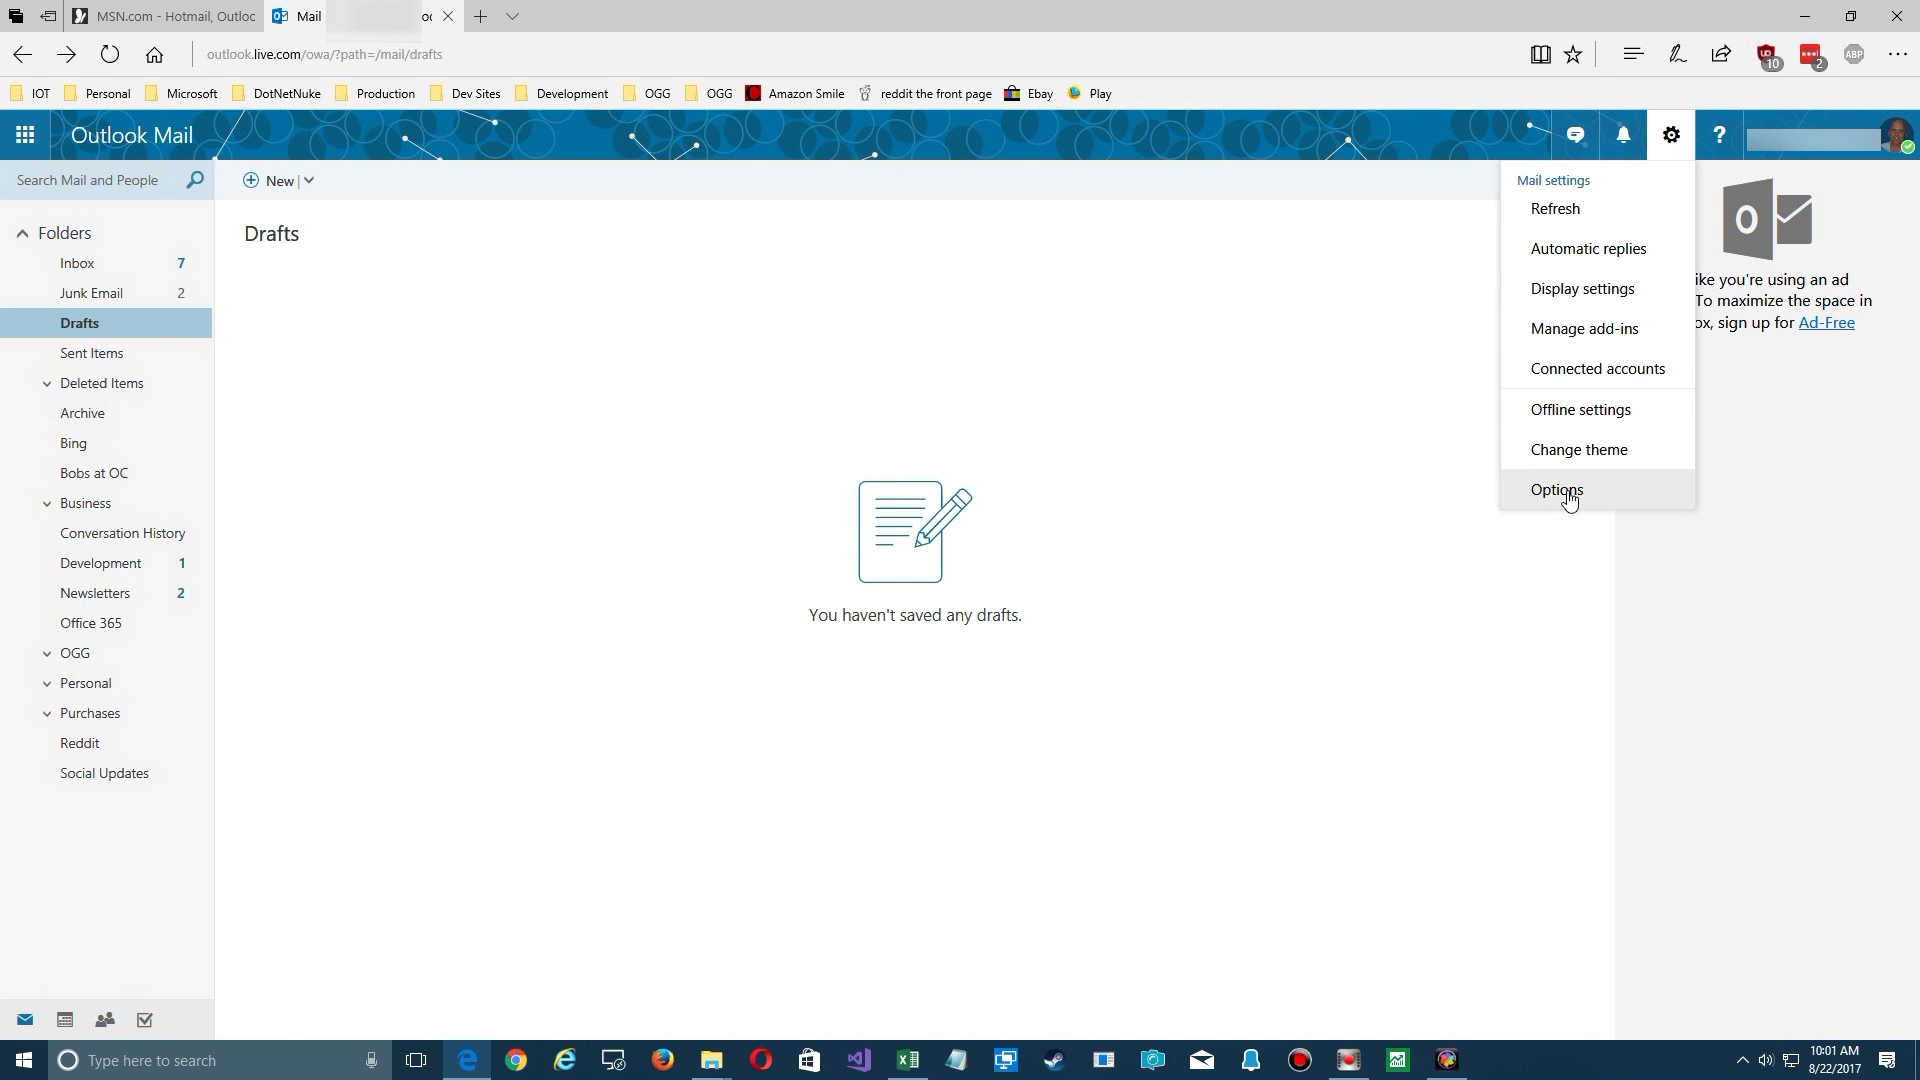 MSN.com - Hotmail, Outloo
Mail
outlook.live.com/owa/?path=/mail/drafts
10
2
ABP
IOT
Personal
Microsoft
DotNetNuke
Production
Dev Sites
Development
OGG
OGG
Amazon Smile
reddit the front page
Ebay
Play
Outlook Mail
?
Search Mail and People
New
Mail settings
Refresh
Automatic replies
Display settings
Manage add-ins
Connected accounts
Offline settings
Change theme
Options
ike you're using an ad
To maximize the space in
ox, sign up for Ad-Free
Folders
Inbox 7
Junk Email 2
Drafts
Sent Items
Deleted Items
Archive
Bing
Bobs at OC
Business
Conversation History
Development 1
Newsletters 2
Office 365
OGG
Personal
Purchases
Reddit
Social Updates
Drafts
You haven't saved any drafts.
Type here to search
10:01 AM
8/22/2017